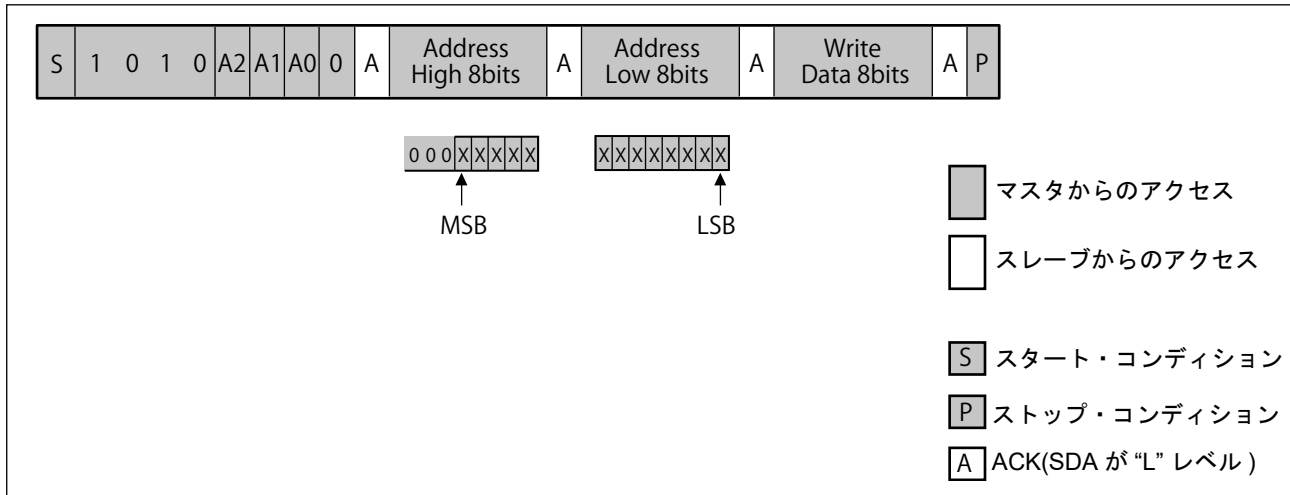 S 1 0 1 0 A2 A1 A0 0 A Address High 8bits A Address Low 8bits A Write Data 8bits A P
0 0 0 X X X X X X X X X X X X X
MSB LSB
マスタからのアクセス
スレーブからのアクセス
S スタート・コンディション
P ストップ・コンディション
A ACK(SDA が “L” レベル )